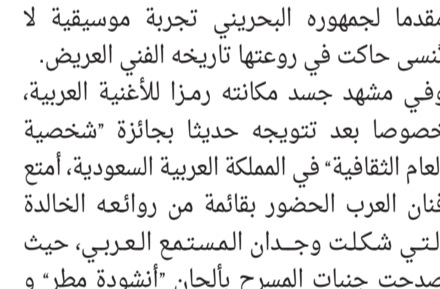 مقدما لجمهوره البحريني تجربة موسيقية لا
تُنسى حاكت في روعتها تاريخه الفني العريض.
وفي مشهد جسد مكانته رمزا للأغنية العربية،
خصوصا بعد تتويجه حديثا بجائزة ”شخصية
العام الثقافية“ في المملكة العربية السعودية، أمتع
فنان العرب الحضور بقائمة من روائعه الخالدة
التي شكلت وجدان المستمع العربي، حيث
صدحت جنبات المسرح بألحان ”أنشودة مطر“ و